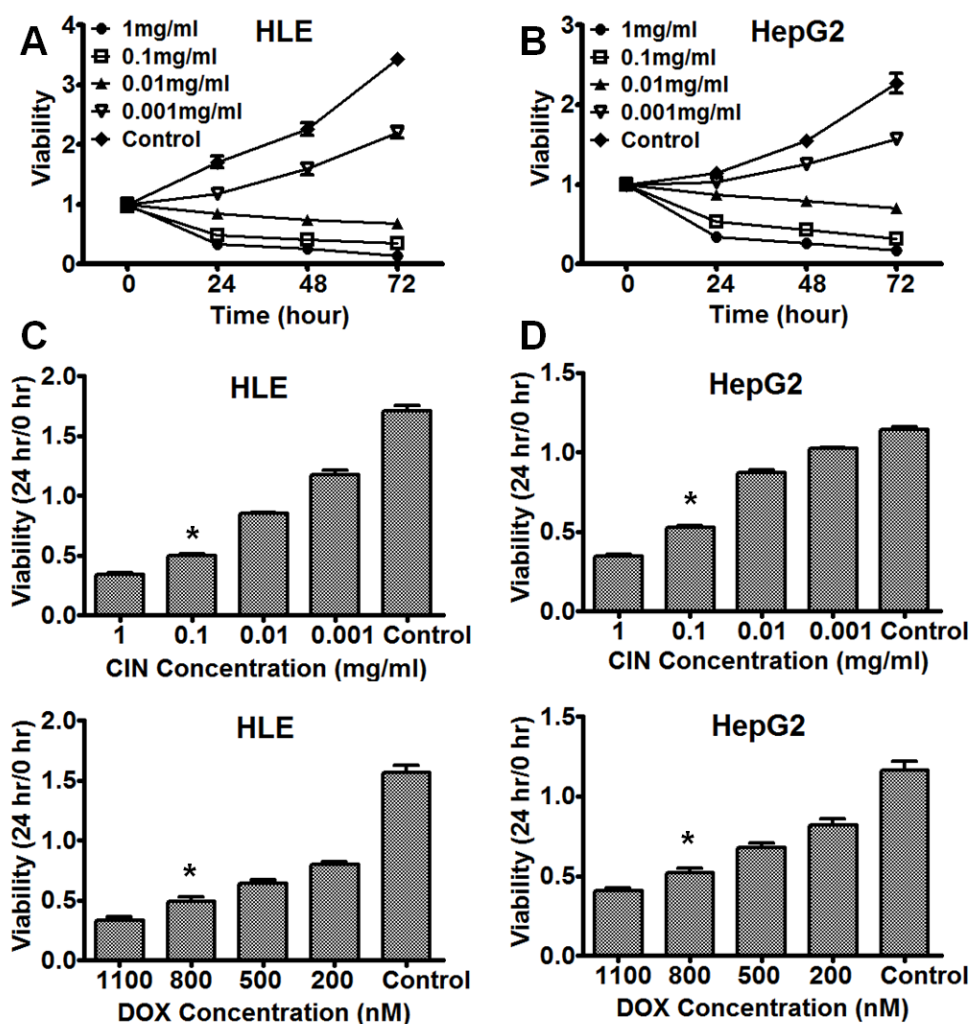 A
HLE
1mg/ml
0.1mg/ml
0.01mg/ml
0.001mg/ml
Control
Viability
4
3
2
1
0
0 24 48 72
Time (hour)
B
HepG2
1mg/ml
0.1mg/ml
0.01mg/ml
0.001mg/ml
Control
Viability
3
2
1
0
0 24 48 72
Time (hour)
C
HLE
Viability (24 hr/0 hr)
2.0
1.5
1.0
0.5
0.0
*
1 0.1 0.01 0.001 Control
CIN Concentration (mg/ml)
D
HepG2
Viability (24 hr/0 hr)
1.5
1.0
0.5
0.0
*
1 0.1 0.01 0.001 Control
CIN Concentration (mg/ml)
HLE
Viability (24 hr/0 hr)
2.0
1.5
1.0
0.5
0.0
*
1100 800 500 200 Control
DOX Concentration (nM)
HepG2
Viability (24 hr/0 hr)
1.5
1.0
0.5
0.0
*
1100 800 500 200 Control
DOX Concentration (nM)